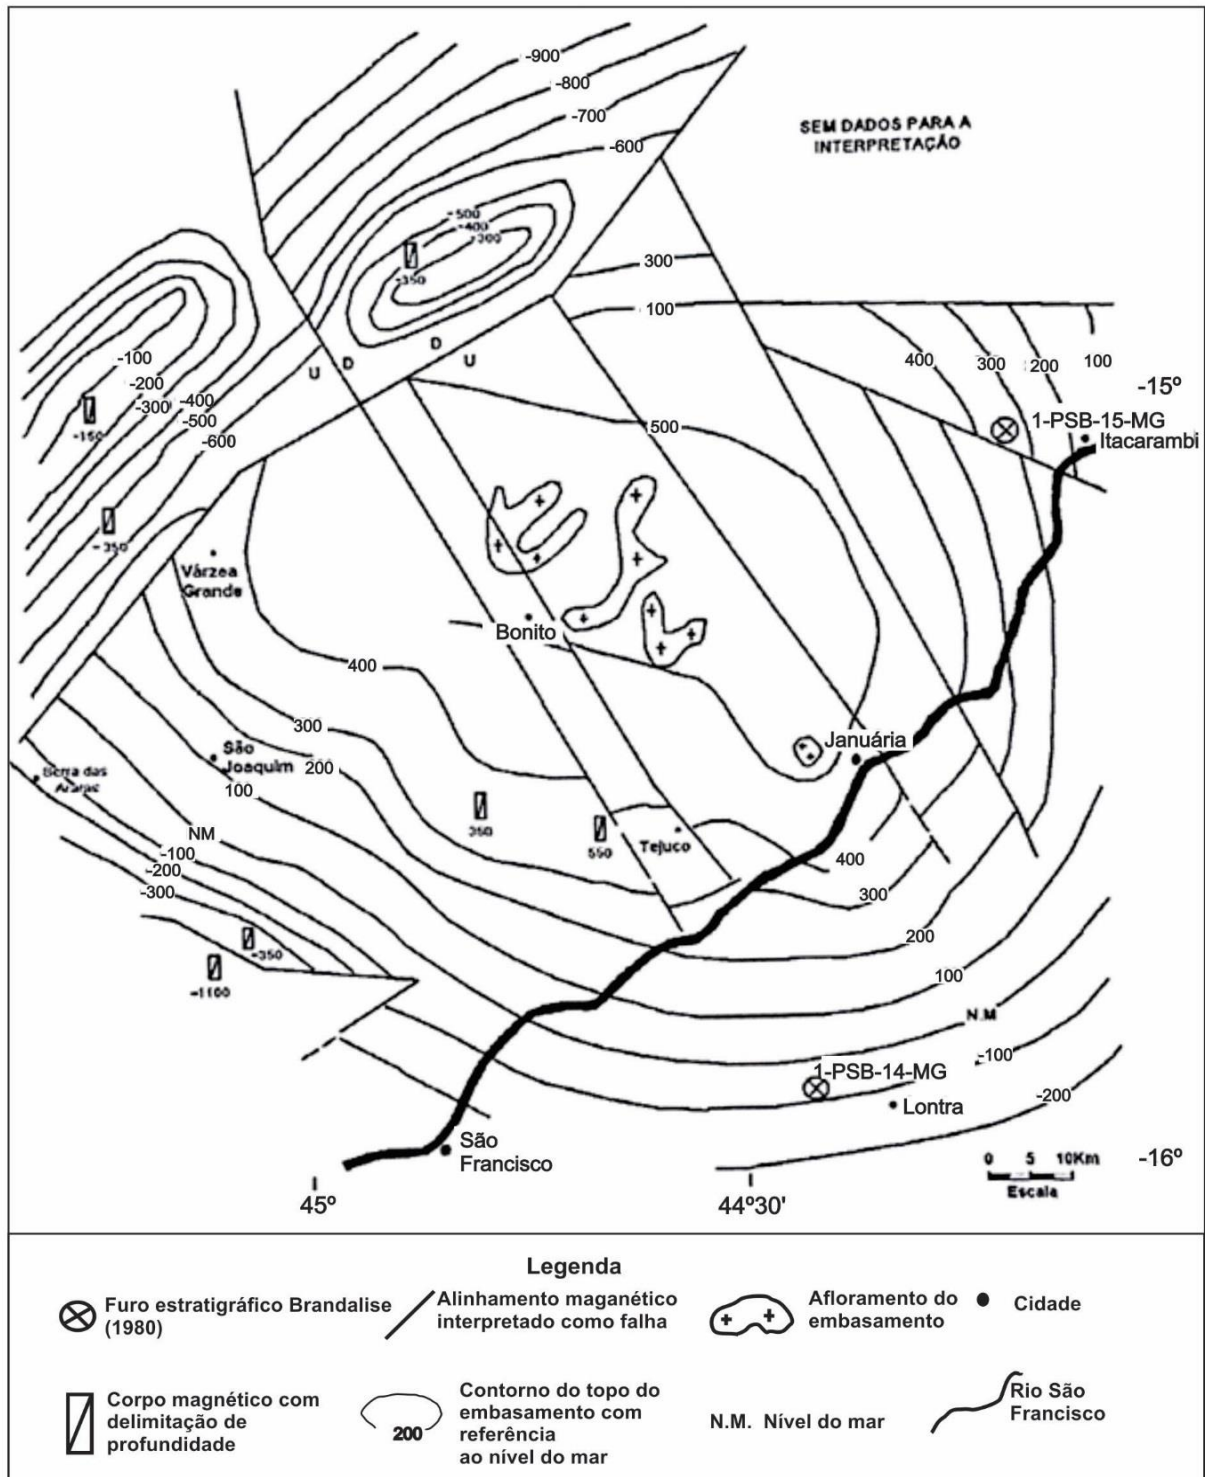 -900
-800
-700
-600
SEM DADOS PARA A
INTERPRETAÇÃO
-500
-400
-300
-350
300
100
U
D
D
U
-100
-200
-300
-400
-500
-600
-150
-350
400
300
200
100
-15º
1-PSB-15-MG
Itacarambi
500
Várzea
Grande
Bonito
400
300
200
100
São
Joaquim
Serra das
Araras
Januária
350
550
Tejuco
400
300
200
100
N.M
-100
-200
NM
-100
-200
-300
-350
-1100
1-PSB-14-MG
Lontra
São
Francisco
0 5 10Km
Escala
-16º
45º
44º30'
Legenda
Furo estratigráfico Brandalise
(1980)
Alinhamento maganético
interpretado como falha
Afloramento do
embasamento
Cidade
Corpo magnético com
delimitação de
profundidade
200
Contorno do topo do
embasamento com
referência
ao nível do mar
N.M. Nível do mar
Rio São
Francisco